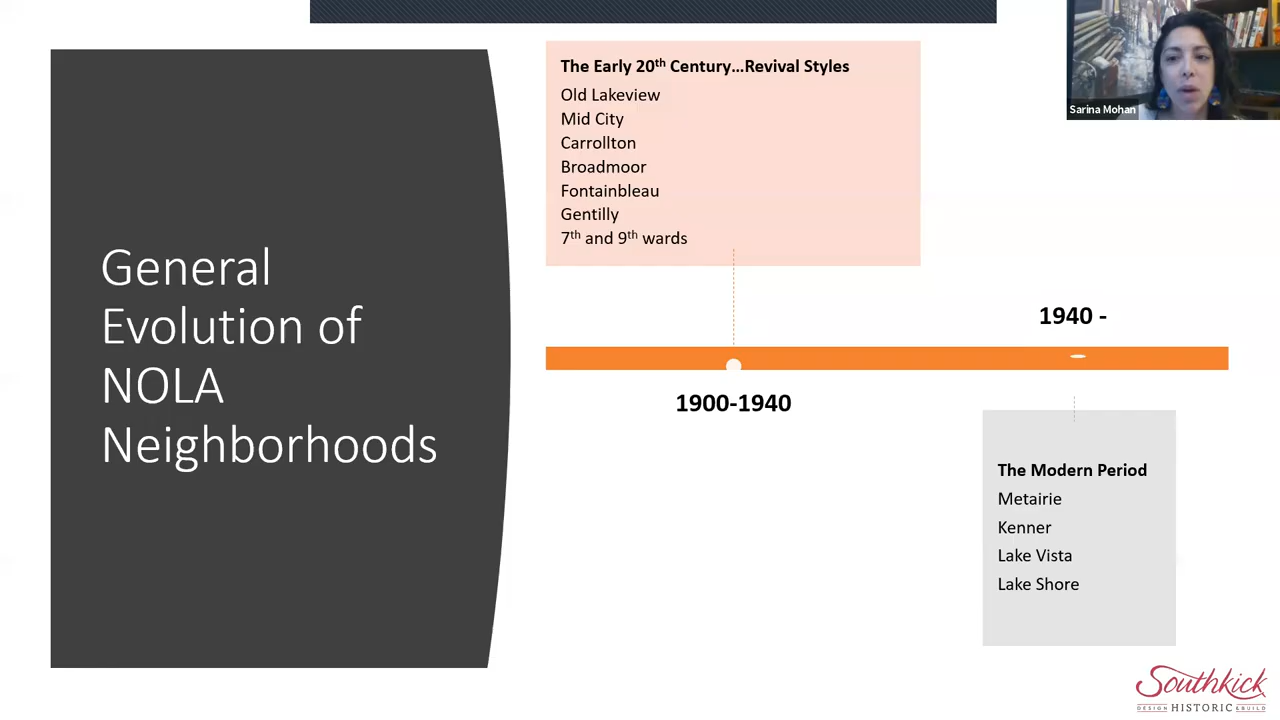 General
Evolution of
NOLA
Neighborhoods
The Early 20th Century...Revival Styles
Old Lakeview
Mid City
Carrollton
Broadmoor
Fontainbleau
Gentilly
7th and 9th wards
1900-1940
1940 -
The Modern Period
Metairie
Kenner
Lake Vista
Lake Shore
Sarina Mohan
Southkick
DESIGN HISTORIC & BUILD